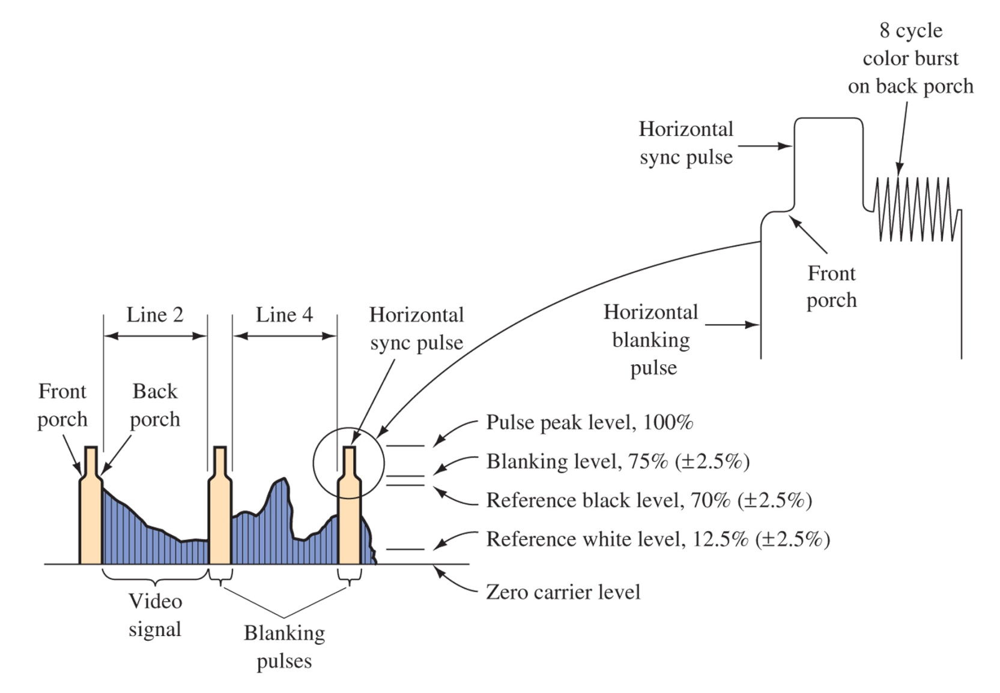 8 cycle
color burst
on back porch
Horizontal
sync pulse
Front
porch
Horizontal
blanking
pulse
Line 2
Line 4
Horizontal
sync pulse
Front
porch
Back
porch
Pulse peak level, 100%
Blanking level, 75% (±2.5%)
Reference black level, 70% (±2.5%)
Reference white level, 12.5% (±2.5%)
Zero carrier level
Video
signal
Blanking
pulses